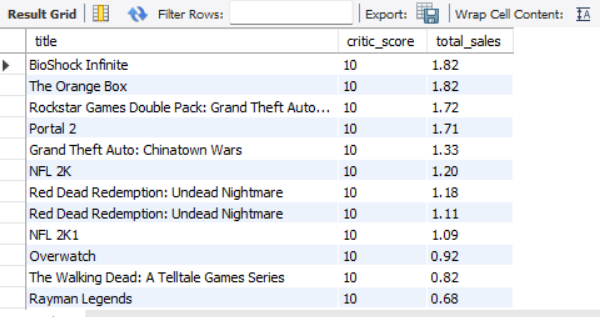 Result Grid Filter Rows: Export: Wrap Cell Content: IA
title critic_score total_sales
BioShock Infinite 10 1.82
The Orange Box 10 1.82
Rockstar Games Double Pack: Grand Theft Auto... 10 1.72
Portal 2 10 1.71
Grand Theft Auto: Chinatown Wars 10 1.33
NFL 2K 10 1.20
Red Dead Redemption: Undead Nightmare 10 1.18
Red Dead Redemption: Undead Nightmare 10 1.11
NFL 2K1 10 1.09
Overwatch 10 0.92
The Walking Dead: A Telltale Games Series 10 0.82
Rayman Legends 10 0.68